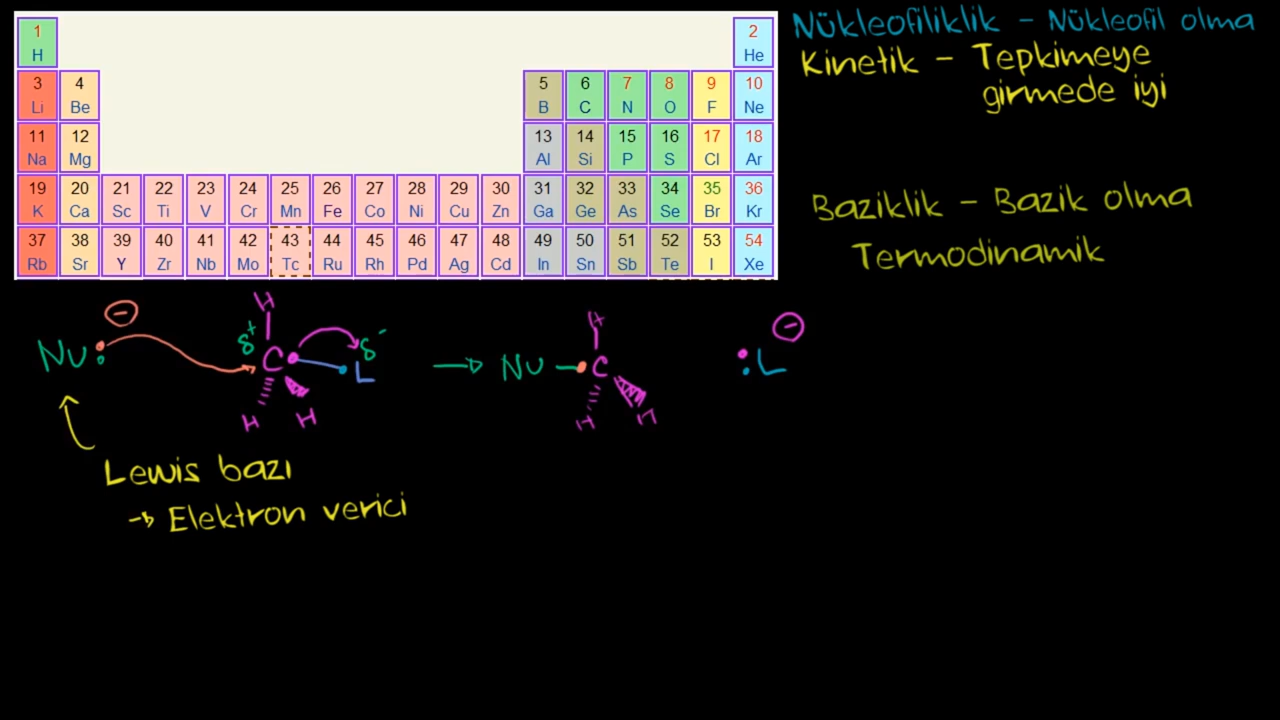 1 2
H He
3 4 5 6 7 8 9 10
Li Be B C N O F Ne
11 12 13 14 15 16 17 18
Na Mg Al Si P S Cl Ar
19 20 21 22 23 24 25 26 27 28 29 30 31 32 33 34 35 36
K Ca Sc Ti V Cr Mn Fe Co Ni Cu Zn Ga Ge As Se Br Kr
37 38 39 40 41 42 43 44 45 46 47 48 49 50 51 52 53 54
Rb Sr Y Zr Nb Mo Tc Ru Rh Pd Ag Cd In Sn Sb Te I Xe
Nükleofiliklik - Nükleofil olma
Kinetik - Tepkimeye
girmede iyi
Baziklik - Bazik olma
Termodinamik
H
Nu: - δ+ C δ- L → Nu - C :L -
H H
H
H H
Lewis bazı
→ Elektron verici